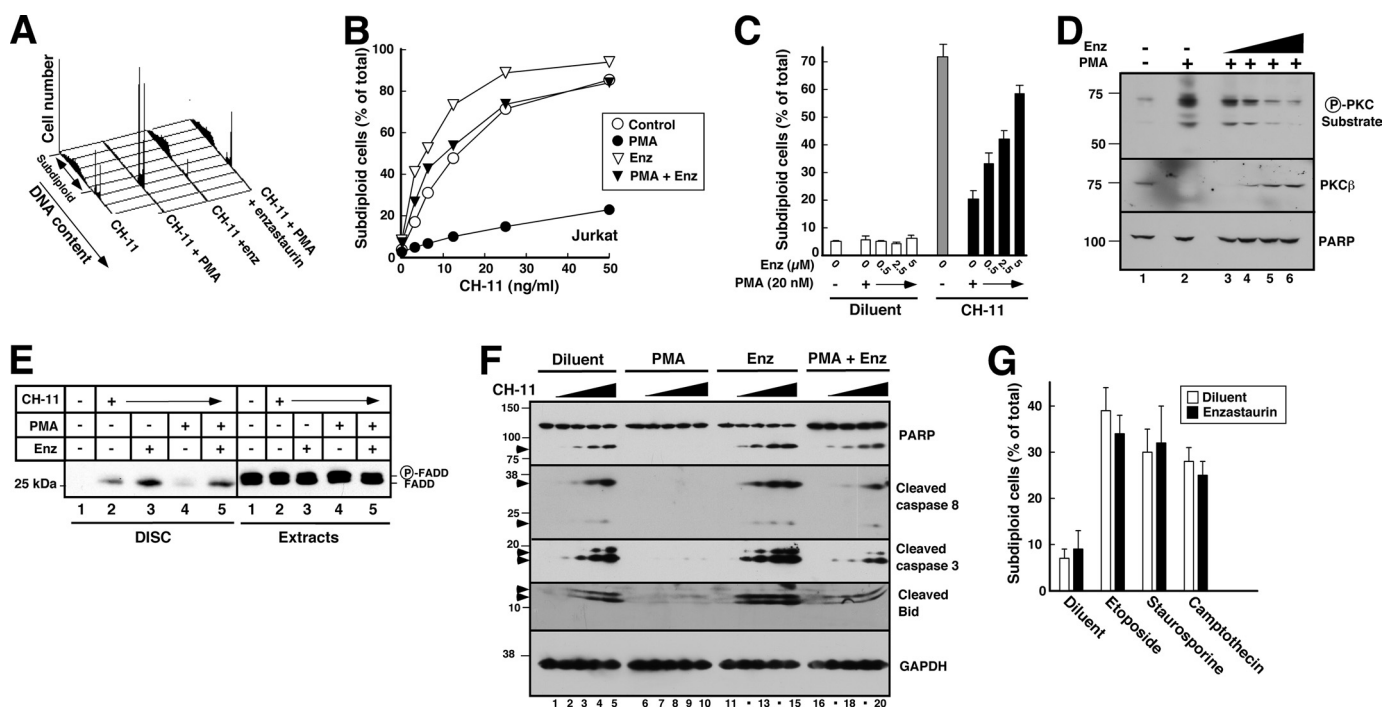 A
Cell number
Subdiploid
DNA content
CH-11
CH-11 + PMA
CH-11 +enz
CH-11 + PMA
+ enzastaurin
B
Subdiploid cells (% of total)
100
80
60
40
20
0
0 10 20 30 40 50
CH-11 (ng/ml)
Control
PMA
Enz
PMA + Enz
Jurkat
C
Subdiploid cells (% of total)
70
60
50
40
30
20
10
0
Enz (µM) 0 0 0.5 2.5 5 0 0 0.5 2.5 5
PMA (20 nM) - + - +
Diluent CH-11
D
Enz - -
PMA - + + + + +
75
50
P-PKC
Substrate
75
PKCβ
100
PARP
1 2 3 4 5 6
E
CH-11 - + - +
PMA - - - + + - - - + +
Enz - - + - + - - + - +
25 kDa
P-FADD
FADD
1 2 3 4 5 1 2 3 4 5
DISC Extracts
F
Diluent PMA Enz PMA + Enz
CH-11
150
100
75
PARP
38
25
Cleaved
caspase 8
20
Cleaved
caspase 3
10
Cleaved
Bid
38
GAPDH
1 2 3 4 5 6 7 8 9 10 11 • 13 • 15 16 • 18 • 20
G
Subdiploid cells (% of total)
40
30
20
10
0
Diluent
Enzastaurin
Diluent
Etoposide
Staurosporine
Camptothecin